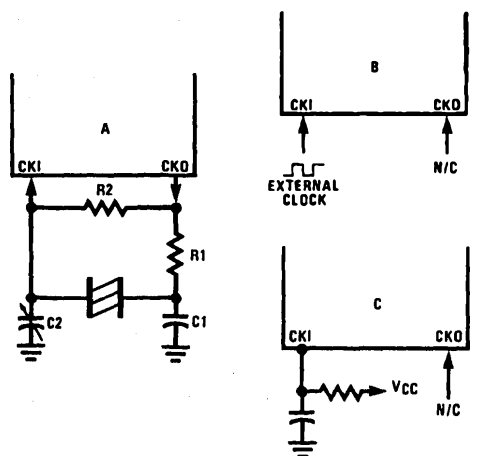 A
CKI
CKO
R2
R1
C2
C1
B
CKI
CKO
EXTERNAL
CLOCK
N/C
C
CKI
CKO
VCC
N/C